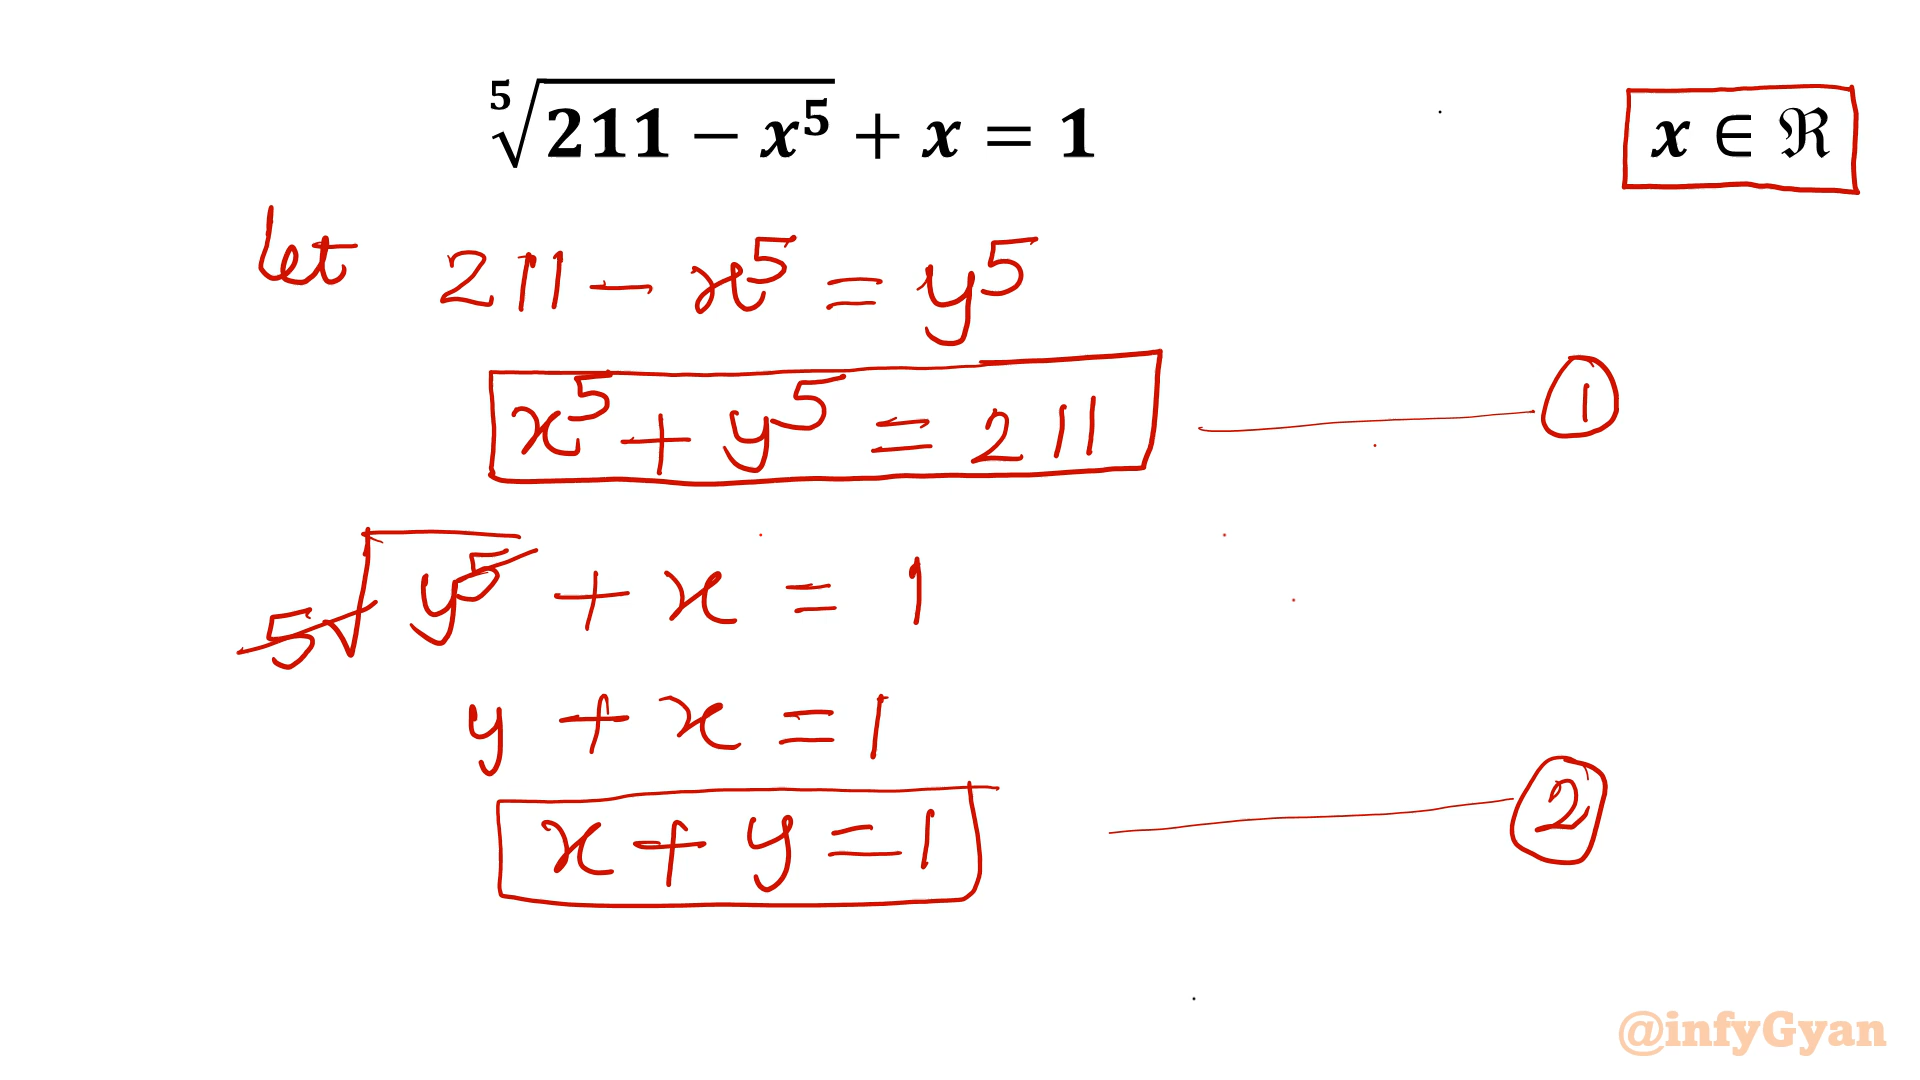 ⁵√(211 − x⁵) + x = 1
x ∈ ℜ
let 211 − x⁵ = y⁵
x⁵ + y⁵ = 211 ①
⁵√(y⁵) + x = 1
y + x = 1
x + y = 1 ②
@infyGyan